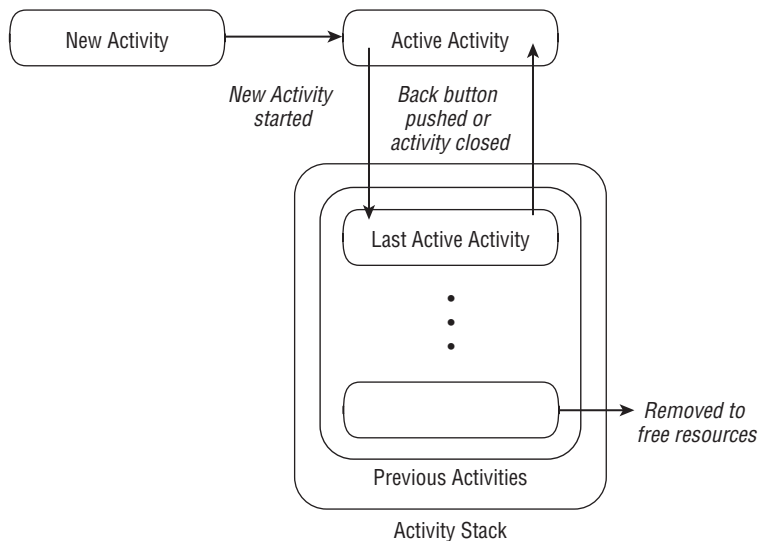 New Activity
Active Activity
New Activity
started
Back button
pushed or
activity closed
Last Active Activity
Removed to
free resources
Previous Activities
Activity Stack